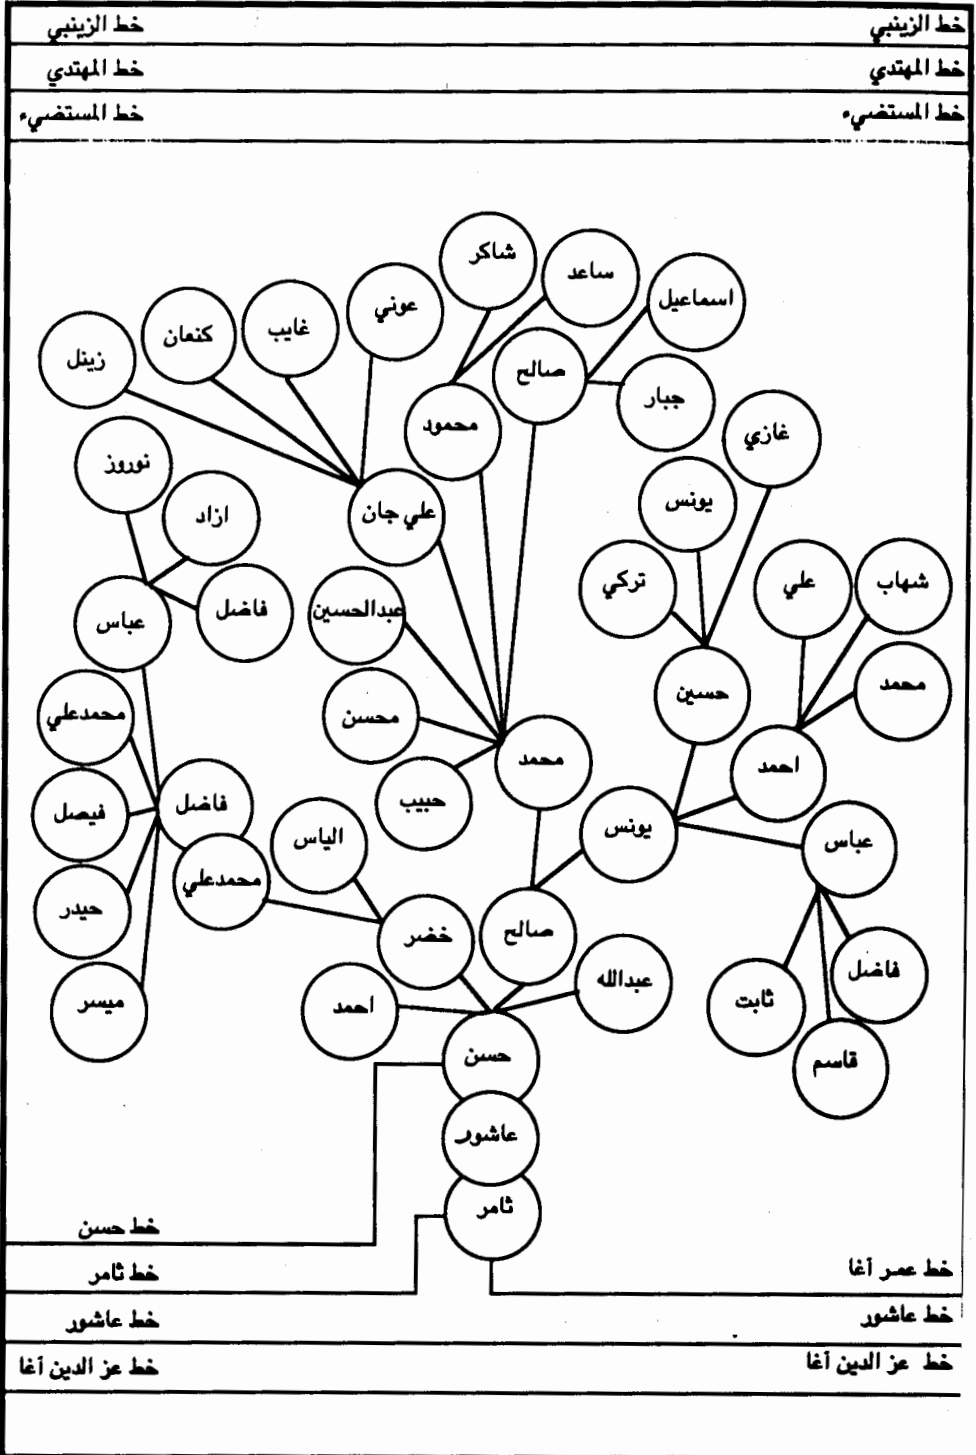 خط الزينبي
خط الزينبي
خط المهتدي
خط المهتدي
خط المستضيء
خط المستضيء
شاكر
ساعد
اسماعيل
عوني
غايب
كنعان
زينل
صالح
جبار
محمود
غازي
نوروز
يونس
علي جان
ازاد
تركي
علي
شهاب
عبدالحسين
فاضل
عباس
محمد
حسين
محسن
محمدعلي
احمد
محمد
حبيب
فاضل
فيصل
يونس
عباس
الياس
محمدعلي
حيدر
خضر
صالح
فاضل
عبدالله
ثابت
احمد
ميسر
قاسم
حسن
عاشور
ثامر
خط حسن
خط عمر آغا
خط ثامر
خط عاشور
خط عاشور
خط عز الدين آغا
خط عز الدين آغا